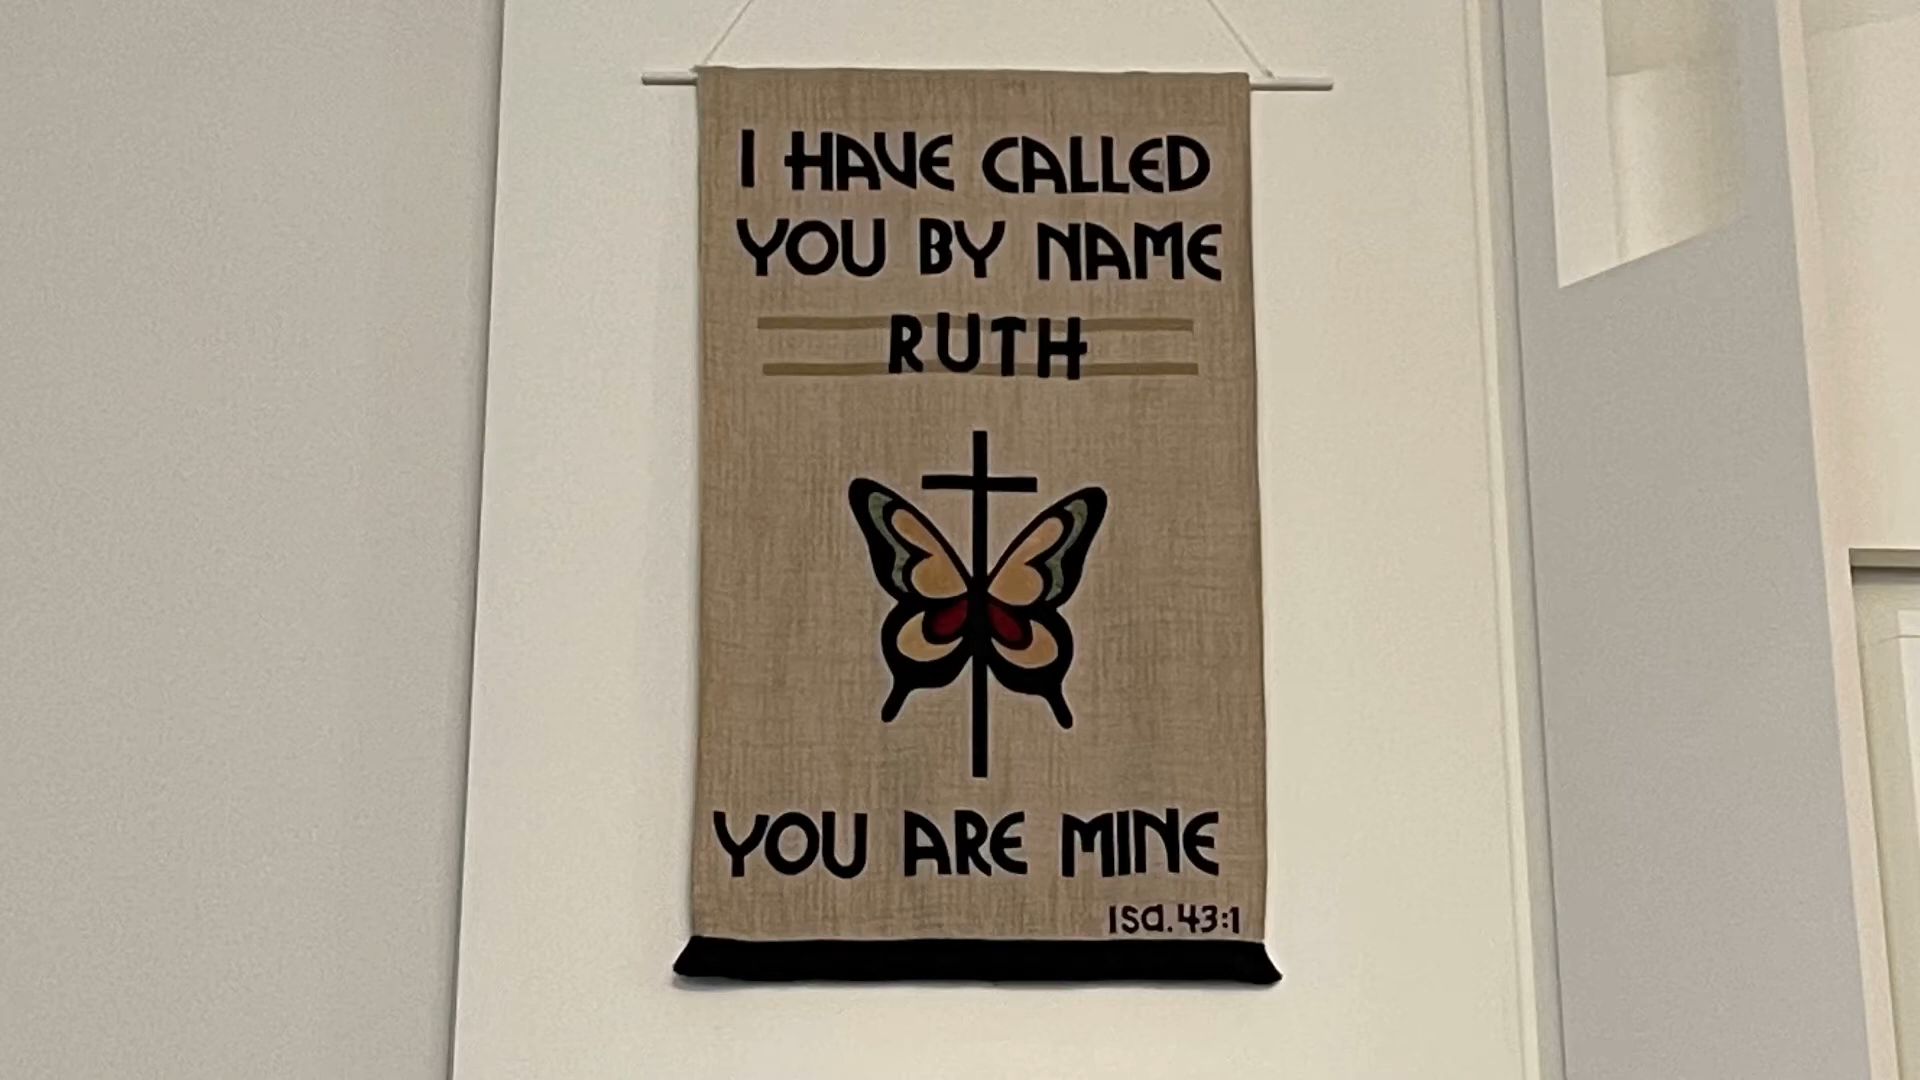 I HAVE CALLED
YOU BY NAME
RUTH
YOU ARE MINE
Isa. 43:1